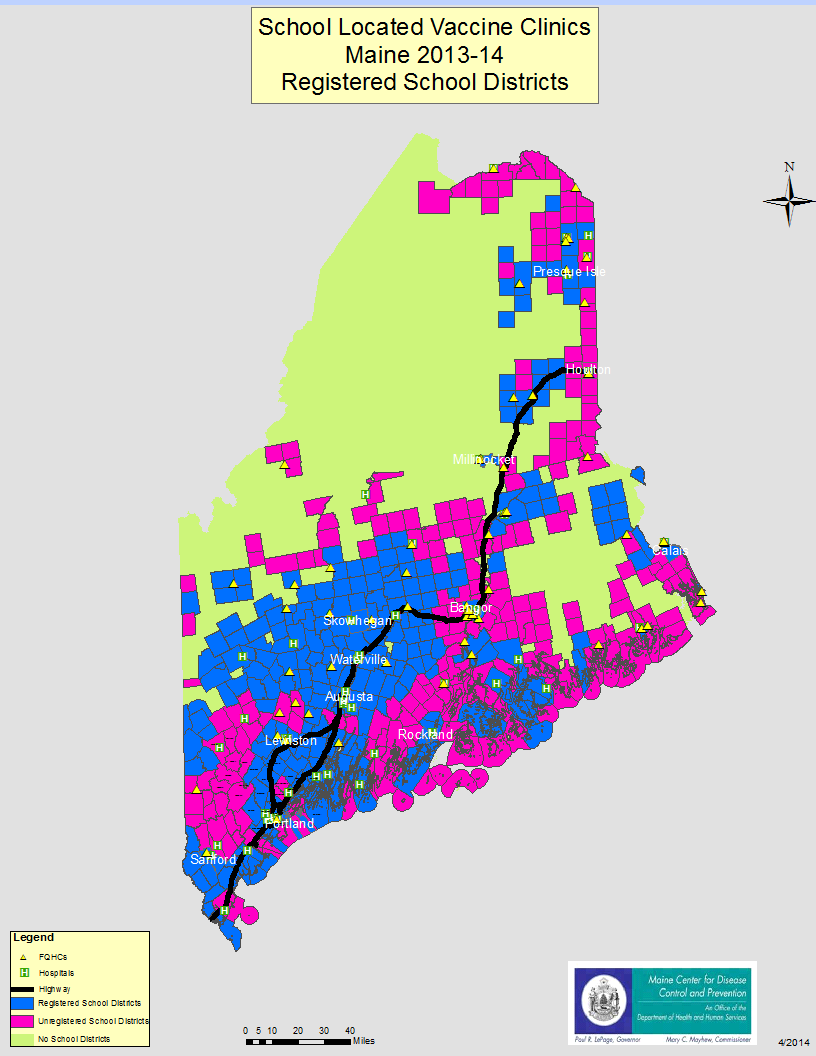 School Located Vaccine Clinics
Maine 2013-14
Registered School Districts
N
H
Presque Isle
H
Houlton
Millinocket
H
H
Calais
Bangor
H
Skowhegan
H
H
H
Waterville
H
H
H
H
Augusta
H
H
H
H
Rockland
H
Lewiston
H
H
H
H
H
H
H
H
Portland
H
H
Sanford
H
Legend
FQHCs
H Hospitals
Highway
Registered School Districts
Unregistered School Districts
No School Districts
0 5 10 20 30 40
Miles
Maine Center for Disease
Control and Prevention
An Office of the
Department of Health and Human Services
Paul R. LePage, Governor Mary C. Mayhew, Commissioner
4/2014